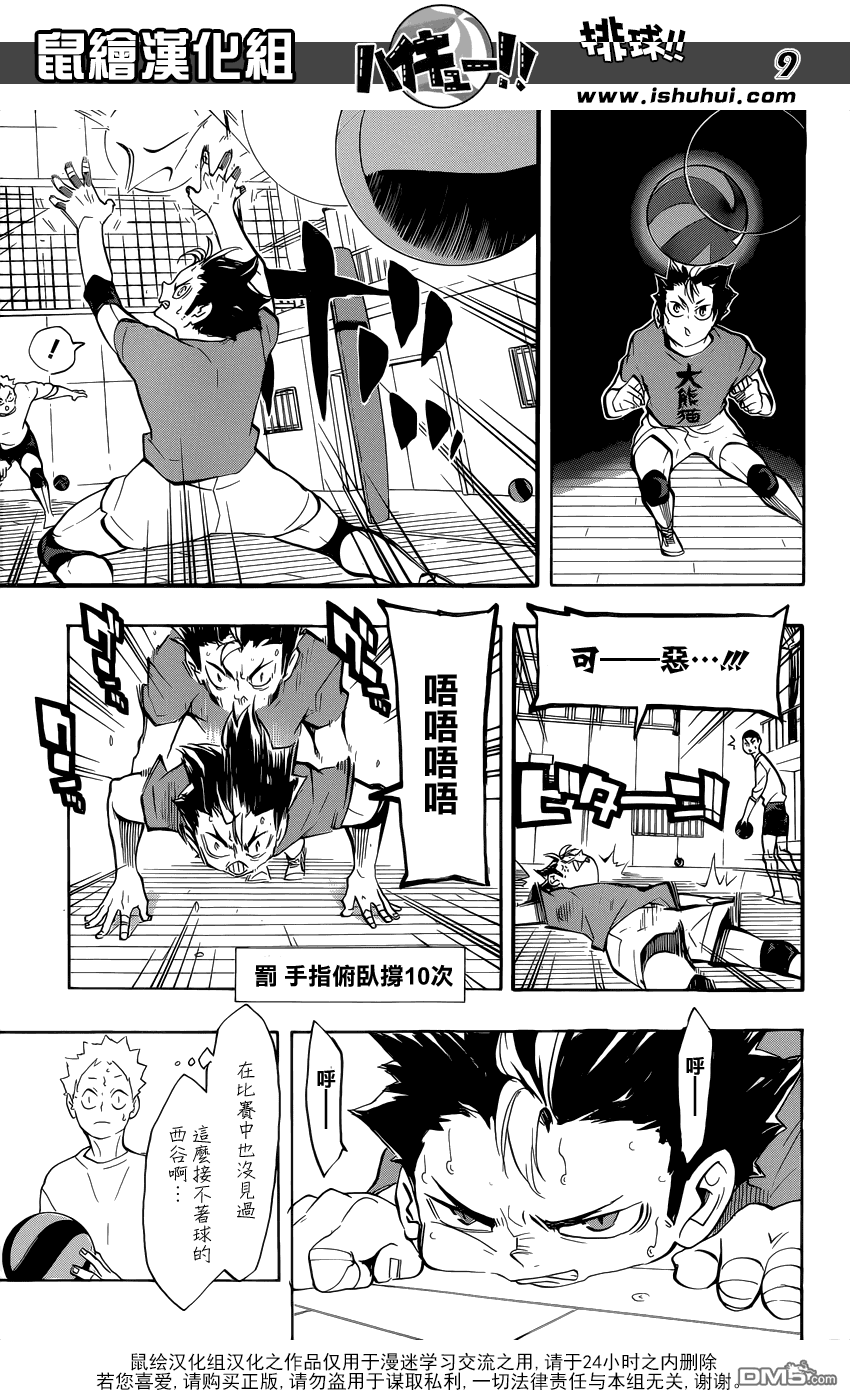 鼠繪漢化組
ハイキュー!!
排球!!
www.ishuhui.com
9
大熊猫
!
可——惡…!!!
ビターーン
唔唔唔唔
罰 手指俯臥撐10次
呼—
呼—
在比賽中也沒見過
這麼接不著球的
西谷啊…
鼠绘汉化组汉化之作品仅用于漫迷学习交流之用,请于24小时之内删除
若您喜爱,请购买正版,请勿盗用于谋取私利,一切法律责任与本组无关,谢谢。
DM5.com